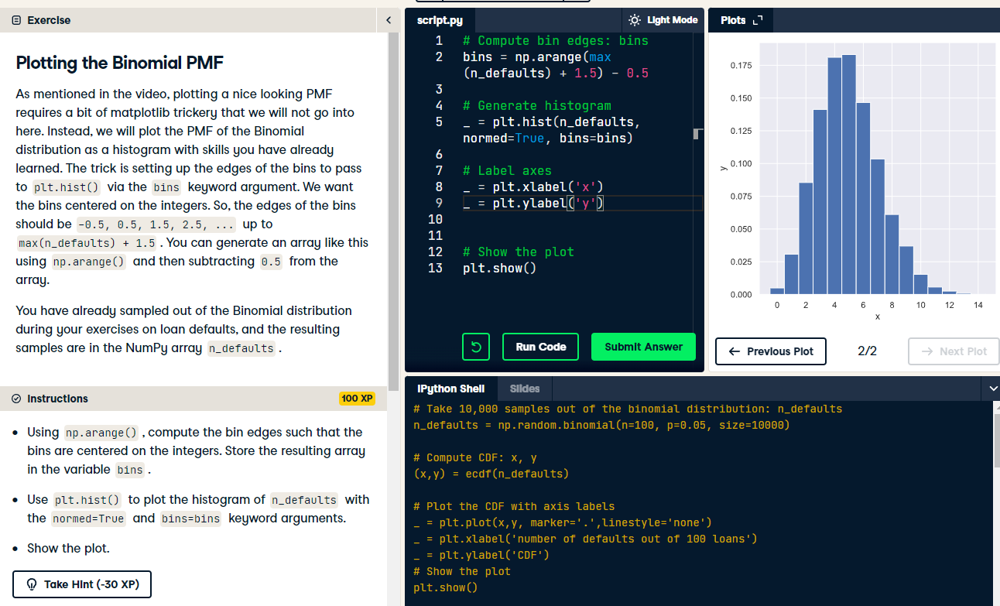 Exercise
Plotting the Binomial PMF
As mentioned in the video, plotting a nice looking PMF
requires a bit of matplotlib trickery that we will not go into
here. Instead, we will plot the PMF of the Binomial
distribution as a histogram with skills you have already
learned. The trick is setting up the edges of the bins to pass
to plt.hist() via the bins keyword argument. We want
the bins centered on the integers. So, the edges of the bins
should be -0.5, 0.5, 1.5, 2.5, ... up to
max(n_defaults) + 1.5 . You can generate an array like this
using np.arange() and then subtracting 0.5 from the
array.
You have already sampled out of the Binomial distribution
during your exercises on loan defaults, and the resulting
samples are in the NumPy array n_defaults .
Instructions
100 XP
• Using np.arange() , compute the bin edges such that the
bins are centered on the integers. Store the resulting array
in the variable bins .
• Use plt.hist() to plot the histogram of n_defaults with
the normed=True and bins=bins keyword arguments.
• Show the plot.
Take Hint (-30 XP)
script.py
Light Mode
1 # Compute bin edges: bins
2 bins = np.arange(max
(n_defaults) + 1.5) - 0.5
3
4 # Generate histogram
5 _ = plt.hist(n_defaults,
normed=True, bins=bins)
6
7 # Label axes
8 _ = plt.xlabel('x')
9 _ = plt.ylabel('y')
10
11
12 # Show the plot
13 plt.show()
Run Code
Submit Answer
Plots
0.175
0.150
0.125
0.100
0.075
0.050
0.025
0.000
y
0 2 4 6 8 10 12 14
x
Previous Plot
2/2
Next Plot
IPython Shell
Slides
# Take 10,000 samples out of the binomial distribution: n_defaults
n_defaults = np.random.binomial(n=100, p=0.05, size=10000)
# Compute CDF: x, y
(x,y) = ecdf(n_defaults)
# Plot the CDF with axis labels
_ = plt.plot(x,y, marker='.',linestyle='none')
_ = plt.xlabel('number of defaults out of 100 loans')
_ = plt.ylabel('CDF')
# Show the plot
plt.show()